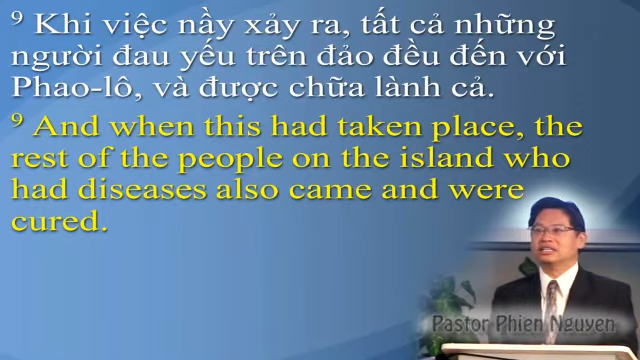 9 Khi việc nầy xảy ra, tất cả những
người đau yếu trên đảo đều đến với
Phao-lô, và được chữa lành cả.
9 And when this had taken place, the
rest of the people on the island who
had diseases also came and were
cured.
Pastor Phien Nguyen